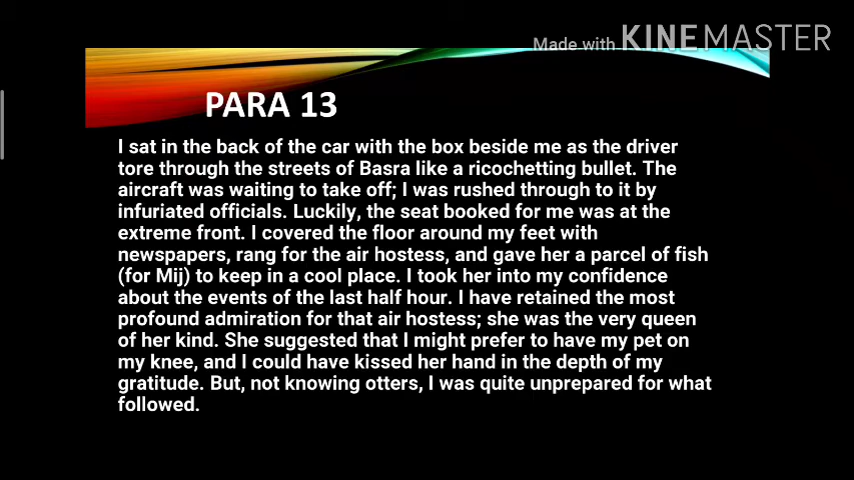 Made with KINEMASTER
PARA 13
I sat in the back of the car with the box beside me as the driver
tore through the streets of Basra like a ricochetting bullet. The
aircraft was waiting to take off; I was rushed through to it by
infuriated officials. Luckily, the seat booked for me was at the
extreme front. I covered the floor around my feet with
newspapers, rang for the air hostess, and gave her a parcel of fish
(for Mij) to keep in a cool place. I took her into my confidence
about the events of the last half hour. I have retained the most
profound admiration for that air hostess; she was the very queen
of her kind. She suggested that I might prefer to have my pet on
my knee, and I could have kissed her hand in the depth of my
gratitude. But, not knowing otters, I was quite unprepared for what
followed.